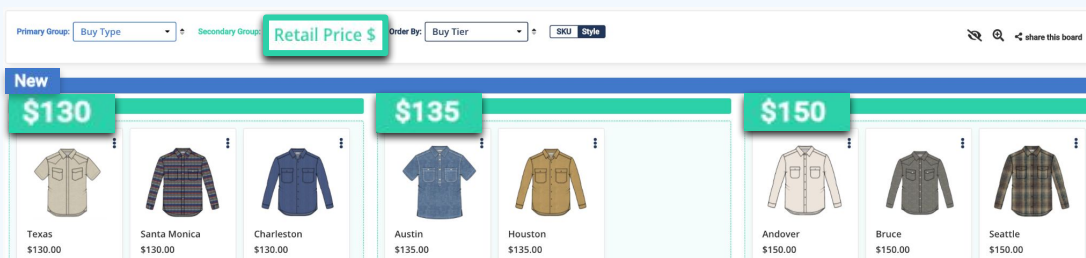 Primary Group: Buy Type Secondary Group: Retail Price $ Order By: Buy Tier SKU Style share this board
New
$130 $135 $150
Texas Santa Monica Charleston Austin Houston Andover Bruce Seattle
$130.00 $130.00 $130.00 $135.00 $135.00 $150.00 $150.00 $150.00